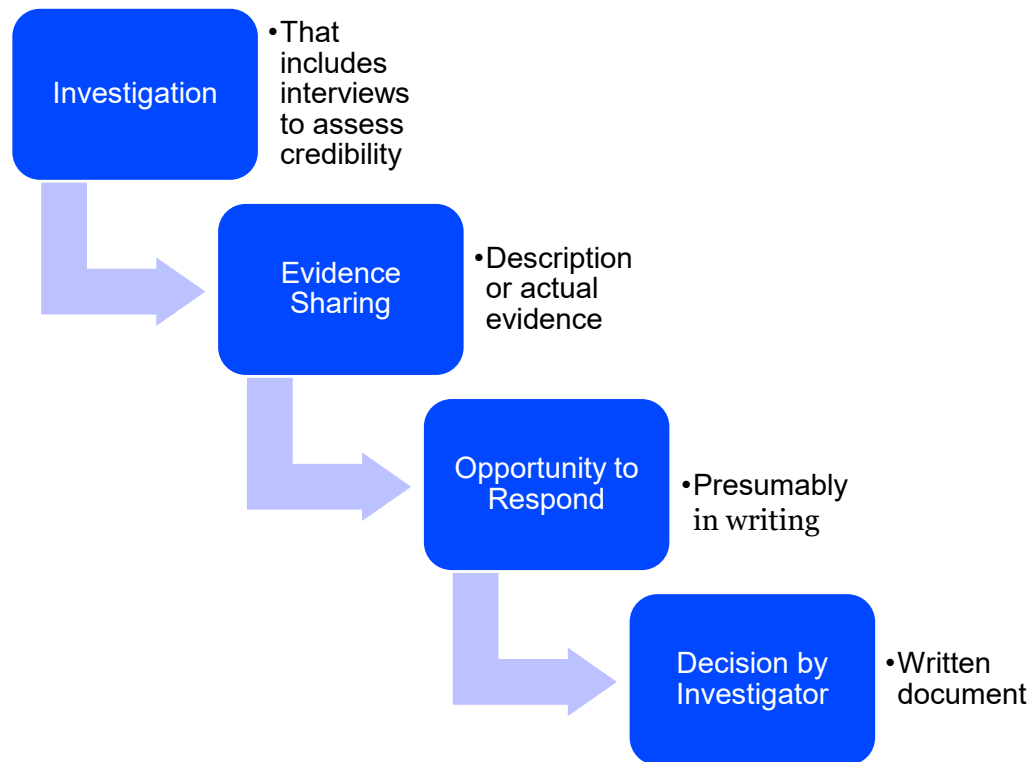 Investigation
•That
includes
interviews
to assess
credibility
Evidence
Sharing
•Description
or actual
evidence
Opportunity to
Respond
•Presumably
in writing
Decision by
Investigator
•Written
document